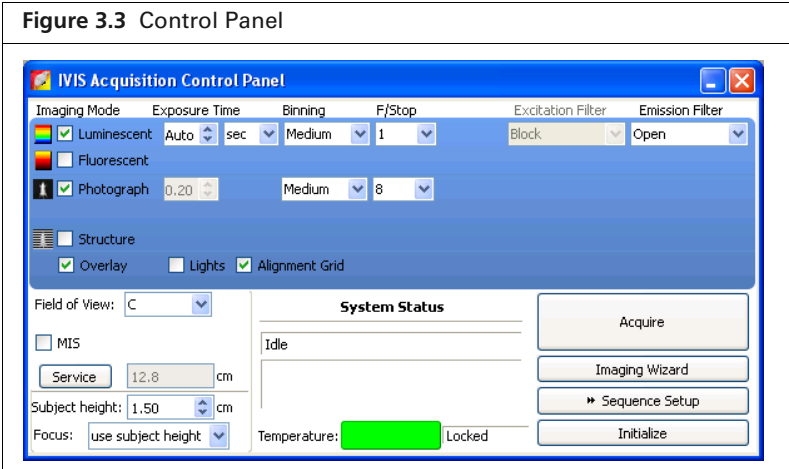 Figure 3.3 Control Panel
IVIS Acquisition Control Panel
Imaging Mode Exposure Time Binning F/Stop Excitation Filter Emission Filter
Luminescent Auto sec Medium 1 Block Open
Fluorescent
Photograph 0.20 Medium 8
Structure
Overlay Lights Alignment Grid
Field of View: C
MIS
Service 12.8 cm
Subject height: 1.50 cm
Focus: use subject height
System Status
Idle
Temperature: Locked
Acquire
Imaging Wizard
Sequence Setup
Initialize